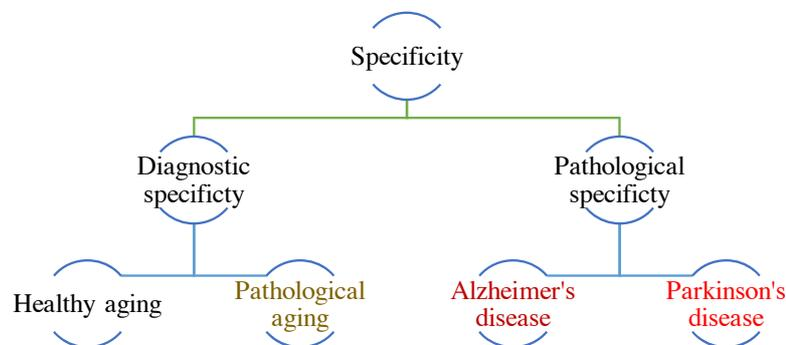 Specificity
Diagnostic
specificty
Pathological
specificty
Healthy aging
Pathological
aging
Alzheimer's
disease
Parkinson's
disease